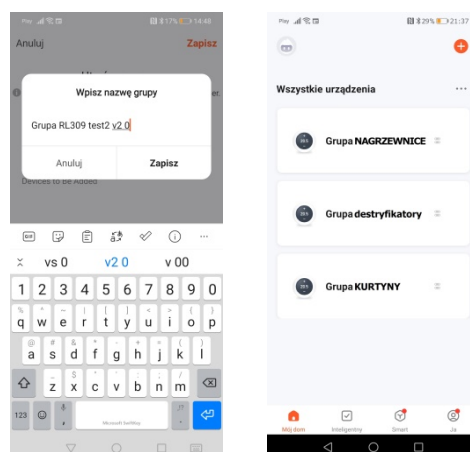 Play 17% 14:48
Anuluj Zapisz
Wpisz nazwę grupy
er.
Grupa RL309 test2 v2 0
Anuluj Zapisz
Devices to Be Added
GIF
vs 0 v2 0 v 00
1 2 3 4 5 6 7 8 9 0
q w e r t y u i o p
a s d f g h j k l
z x c v b n m
123 , Microsoft SwiftKey .
Play 29% 21:37
Wszystkie urządzenia ...
Grupa NAGRZEWNICE
Grupa destryfikatory
Grupa KURTYNY
Mój dom Inteligentny Smart Ja